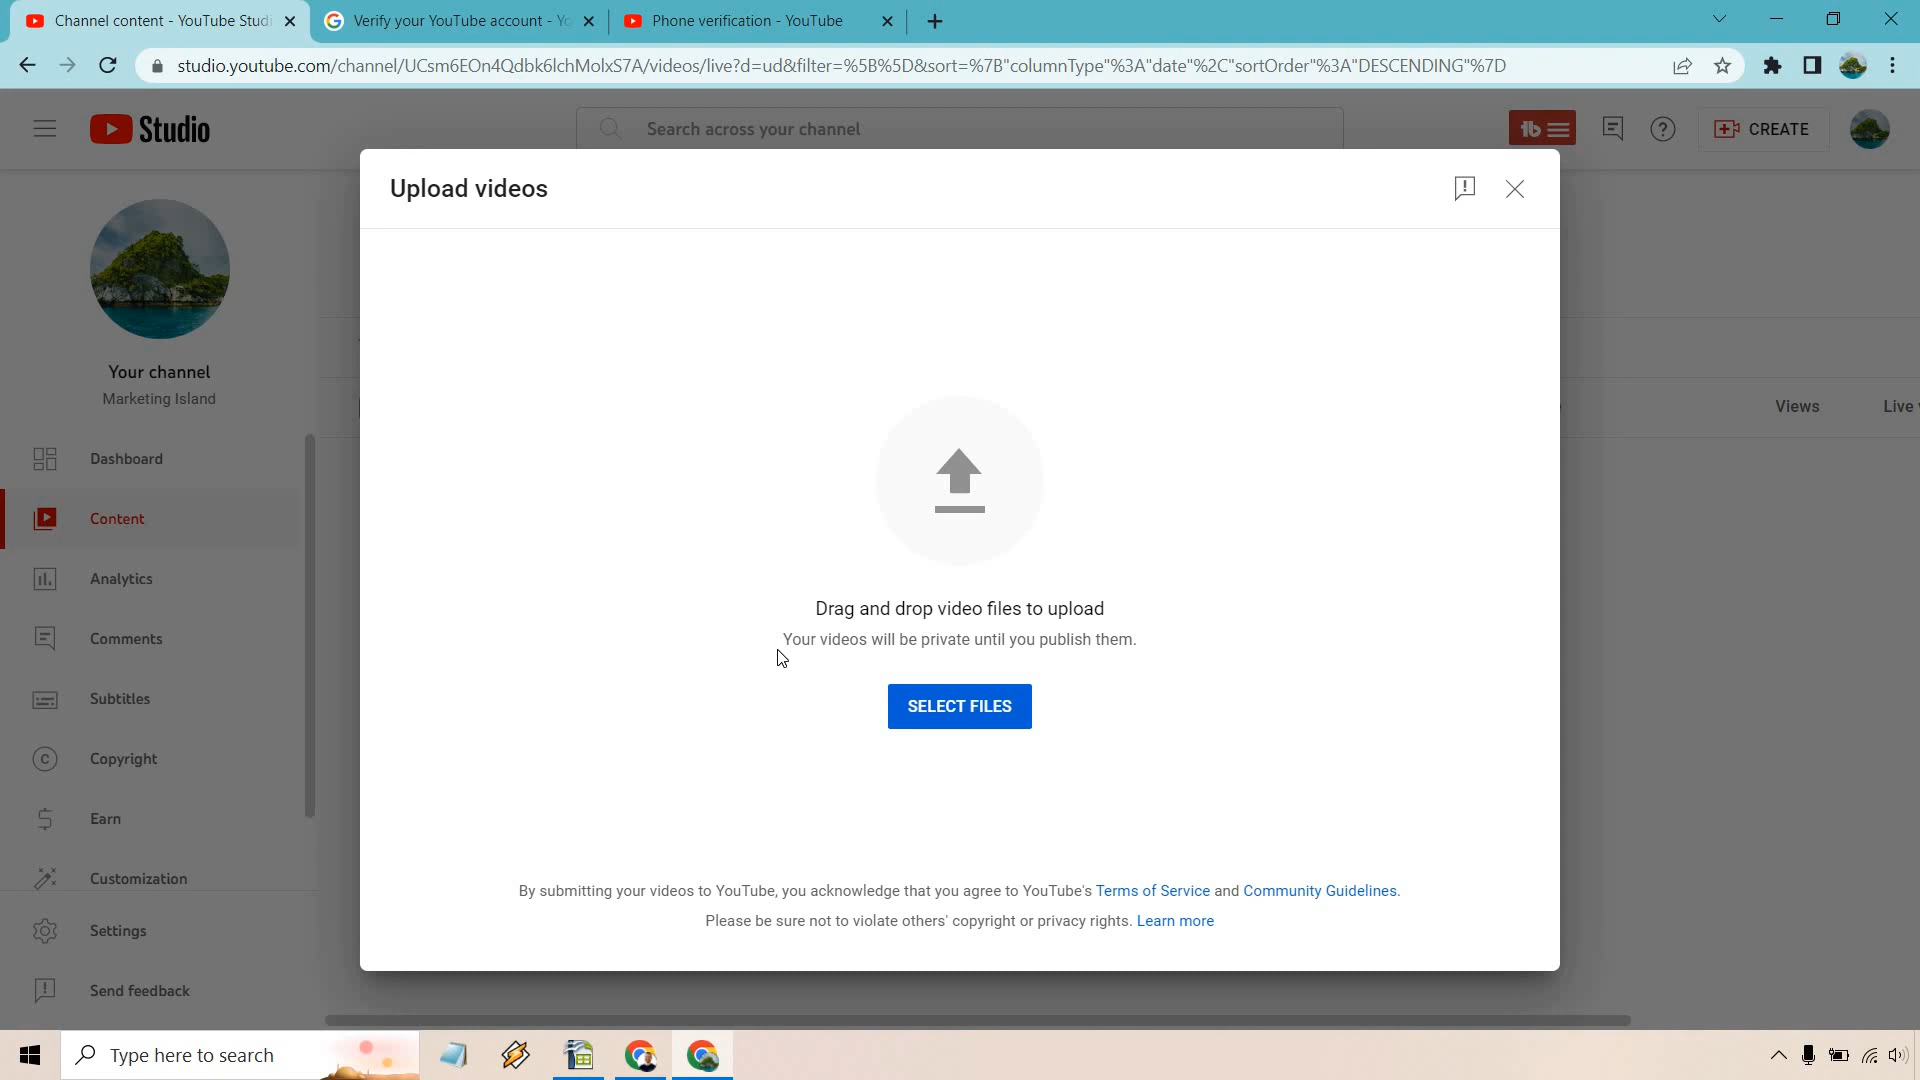 Channel content - YouTube Studi
Verify your YouTube account - Yo
Phone verification - YouTube
studio.youtube.com/channel/UCsm6EOn4Qdbk6lchMolxS7A/videos/live?d=ud&filter=%5B%5D&sort=%7B"columnType"%3A"date"%2C"sortOrder"%3A"DESCENDING"%7D
Studio
Search across your channel
tb
CREATE
Upload videos
Your channel
Marketing Island
Views
Live
Dashboard
Content
Analytics
Comments
Subtitles
Copyright
Earn
Customization
Settings
Send feedback
Drag and drop video files to upload
Your videos will be private until you publish them.
SELECT FILES
By submitting your videos to YouTube, you acknowledge that you agree to YouTube's Terms of Service and Community Guidelines.
Please be sure not to violate others' copyright or privacy rights. Learn more
Type here to search